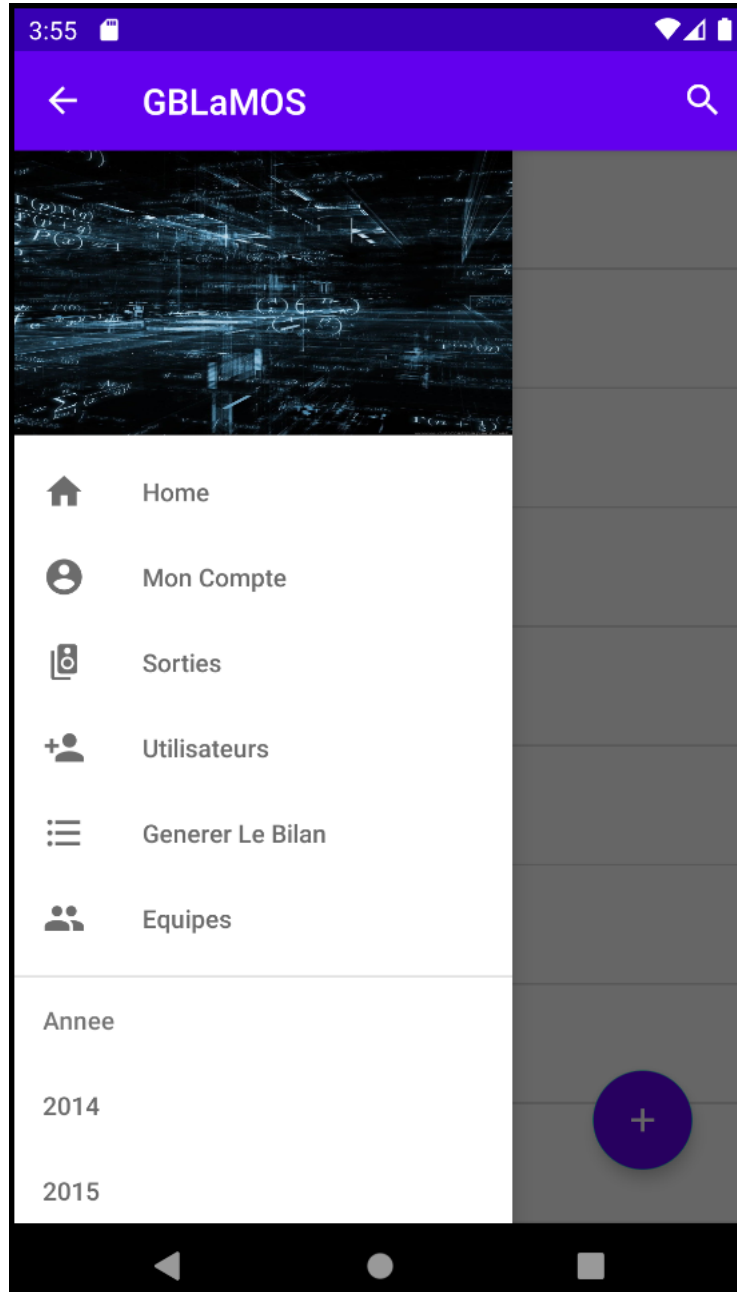 3:55
GBLaMOS
Home
Mon Compte
Sorties
Utilisateurs
Generer Le Bilan
Equipes
Annee
2014
2015